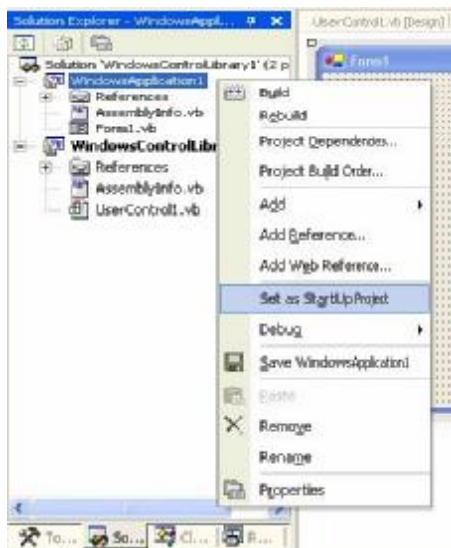 Solution Explorer - WindowsAppl...
UserControl1.vb [Design]
Solution 'WindowsControlLibrary1' (2 p
Form1
WindowsApplication1
References
AssemblyInfo.vb
Form1.vb
WindowsControlLibr
References
AssemblyInfo.vb
UserControl1.vb
Build
Rebuild
Project Dependencies...
Project Build Order...
Add
Add Reference...
Add Web Reference...
Set as StartUp Project
Debug
Save WindowsApplication1
Paste
Remove
Rename
Properties
To... So... Cl... R...